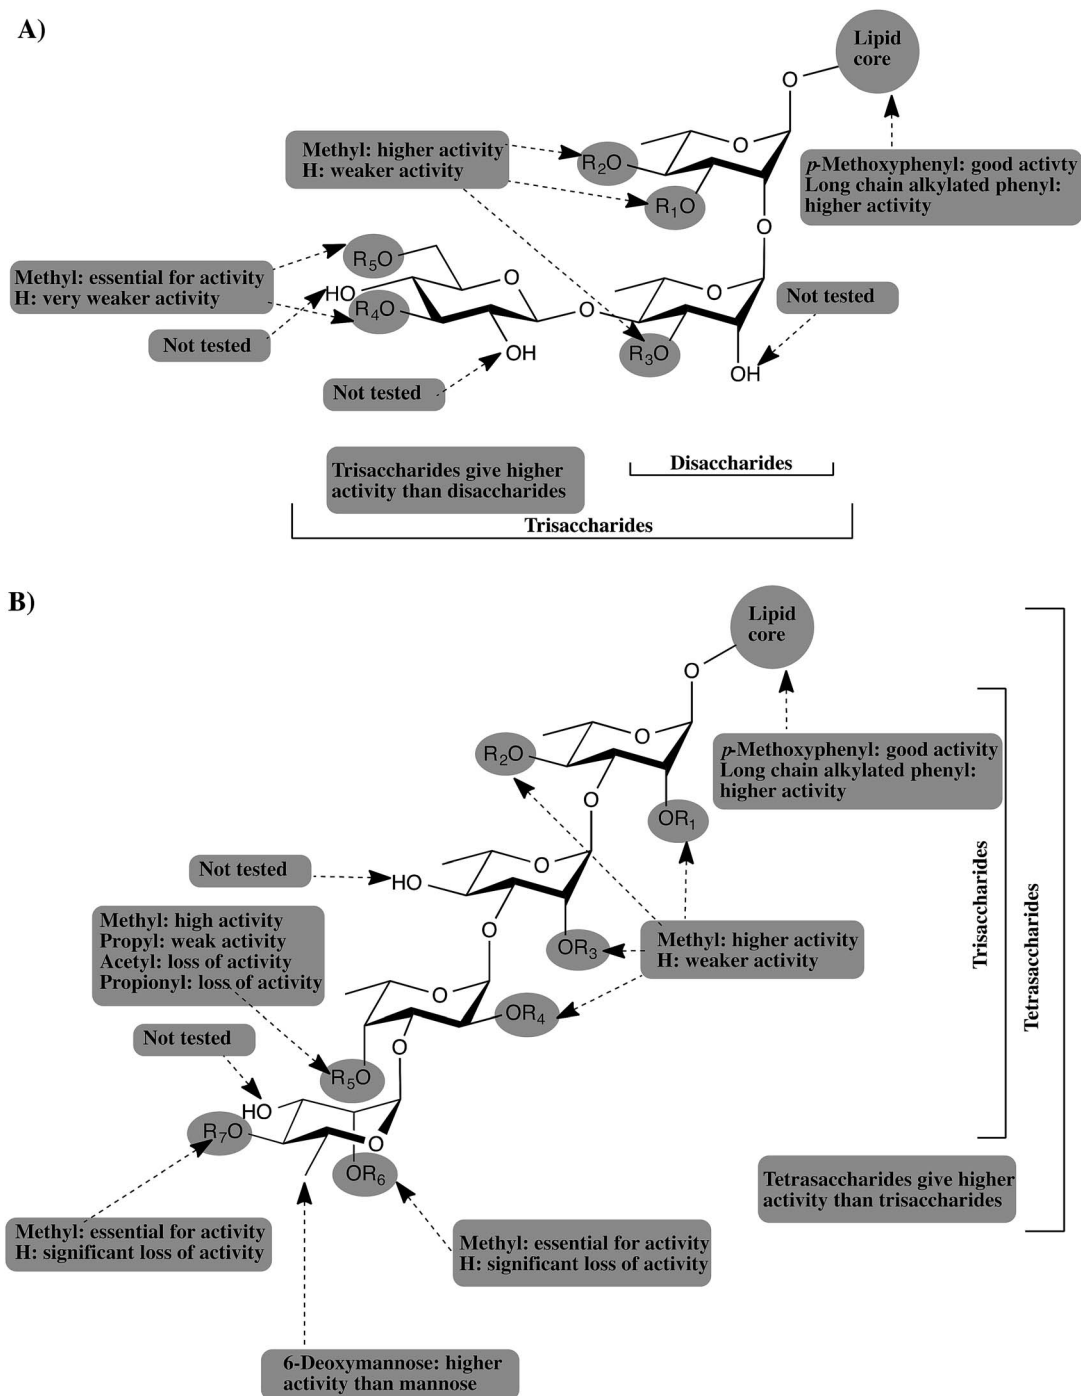 A)
Lipid
core
O
Methyl: higher activity
H: weaker activity
R2O
O
p-Methoxyphenyl: good activty
Long chain alkylated phenyl:
higher activity
R1O
O
R5O
Methyl: essential for activity
H: very weaker activity
HO
O
O
Not tested
R4O
O
Not tested
OH
R3O
OH
Not tested
Trisaccharides give higher
activity than disaccharides
Disaccharides
Trisaccharides
B)
Lipid
core
O
R2O
O
p-Methoxyphenyl: good activity
Long chain alkylated phenyl:
higher activity
O
OR1
Not tested
HO
O
Methyl: high activity
Propyl: weak activity
Acetyl: loss of activity
Propionyl: loss of activity
O
OR3
Methyl: higher activity
H: weaker activity
Trisaccharides
Tetrasaccharides
O
OR4
Not tested
O
R5O
HO
R7O
O
OR6
Tetrasaccharides give higher
activity than trisaccharides
Methyl: essential for activity
H: significant loss of activity
Methyl: essential for activity
H: significant loss of activity
6-Deoxymannose: higher
activity than mannose